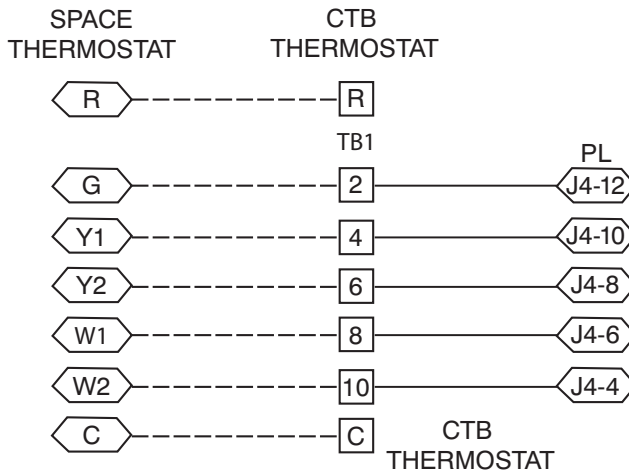 SPACE THERMOSTAT
CTB THERMOSTAT
R R
TB1
PL
G 2 J4-12
Y1 4 J4-10
Y2 6 J4-8
W1 8 J4-6
W2 10 J4-4
C C
CTB
THERMOSTAT